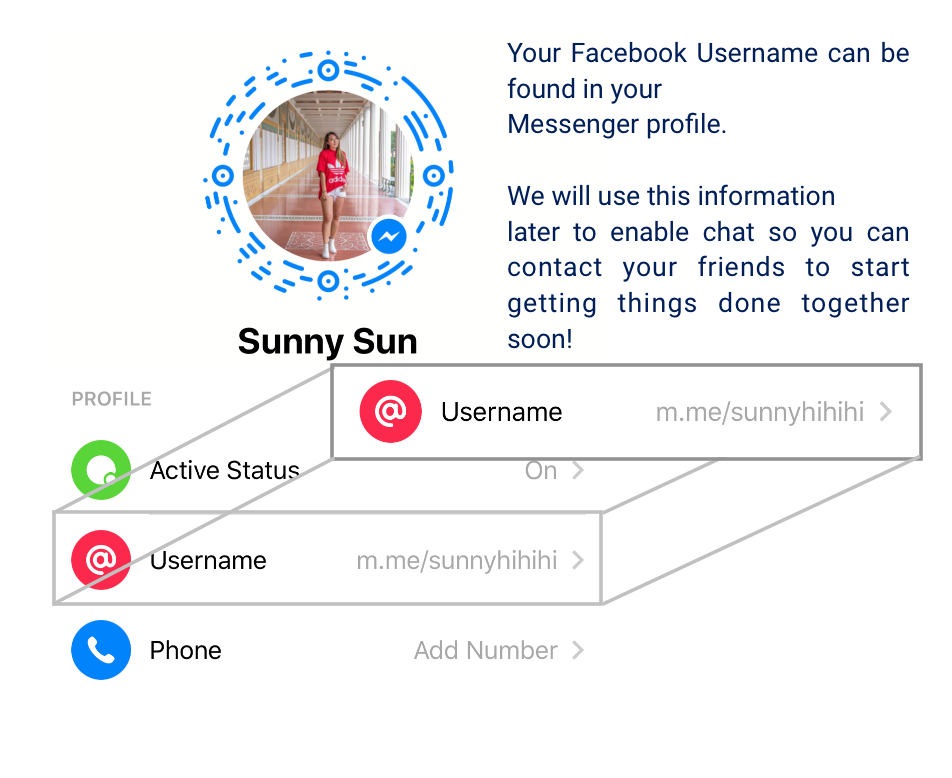 Your Facebook Username can be
found in your
Messenger profile.
We will use this information
later to enable chat so you can
contact your friends to start
getting things done together
soon!
adidas
Sunny Sun
PROFILE
Username m.me/sunnyhihihi
Active Status On
Username m.me/sunnyhihihi
Phone Add Number